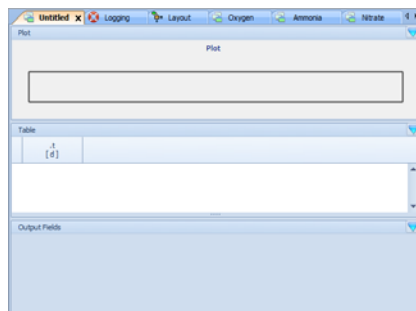 Untitled x Logging Layout Oxygen Ammonia Nitrate
Plot
Plot
Table
.t
[ d ]
Output Fields